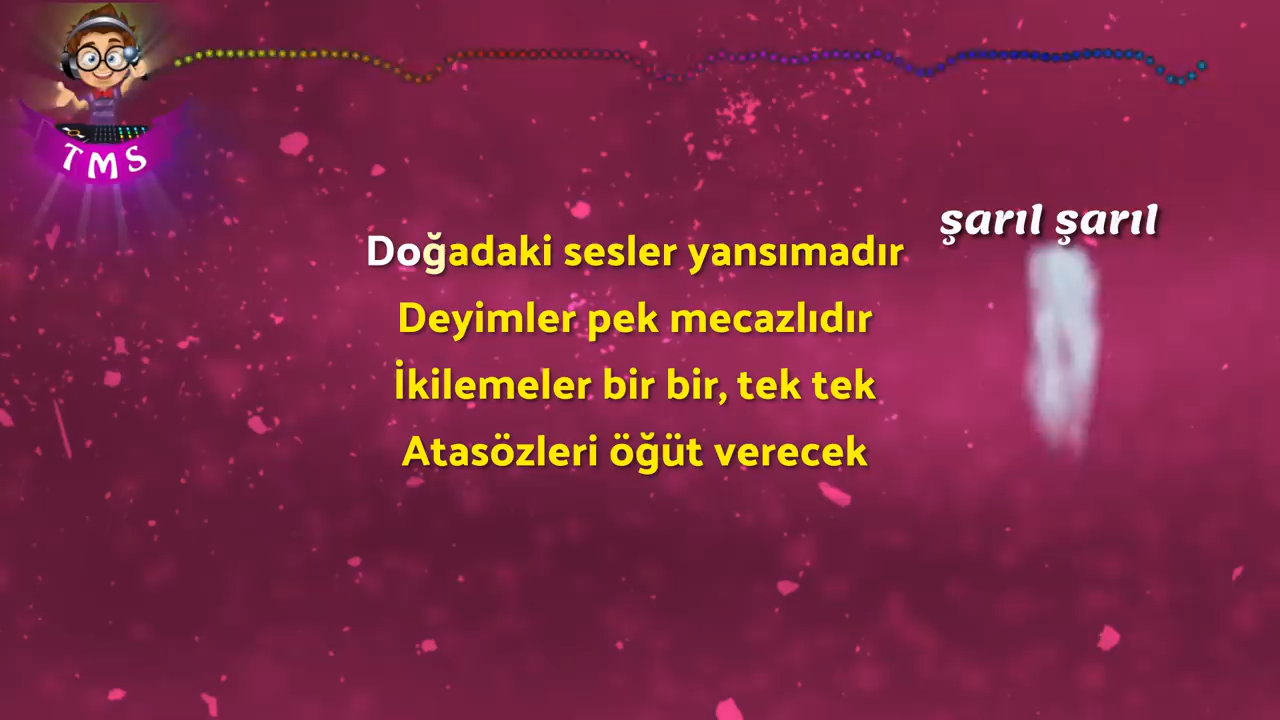 TMS
şarıl şarıl
Doğadaki sesler yansımadır
Deyimler pek mecazlıdır
İkilemeler bir bir, tek tek
Atasözleri öğüt verecek